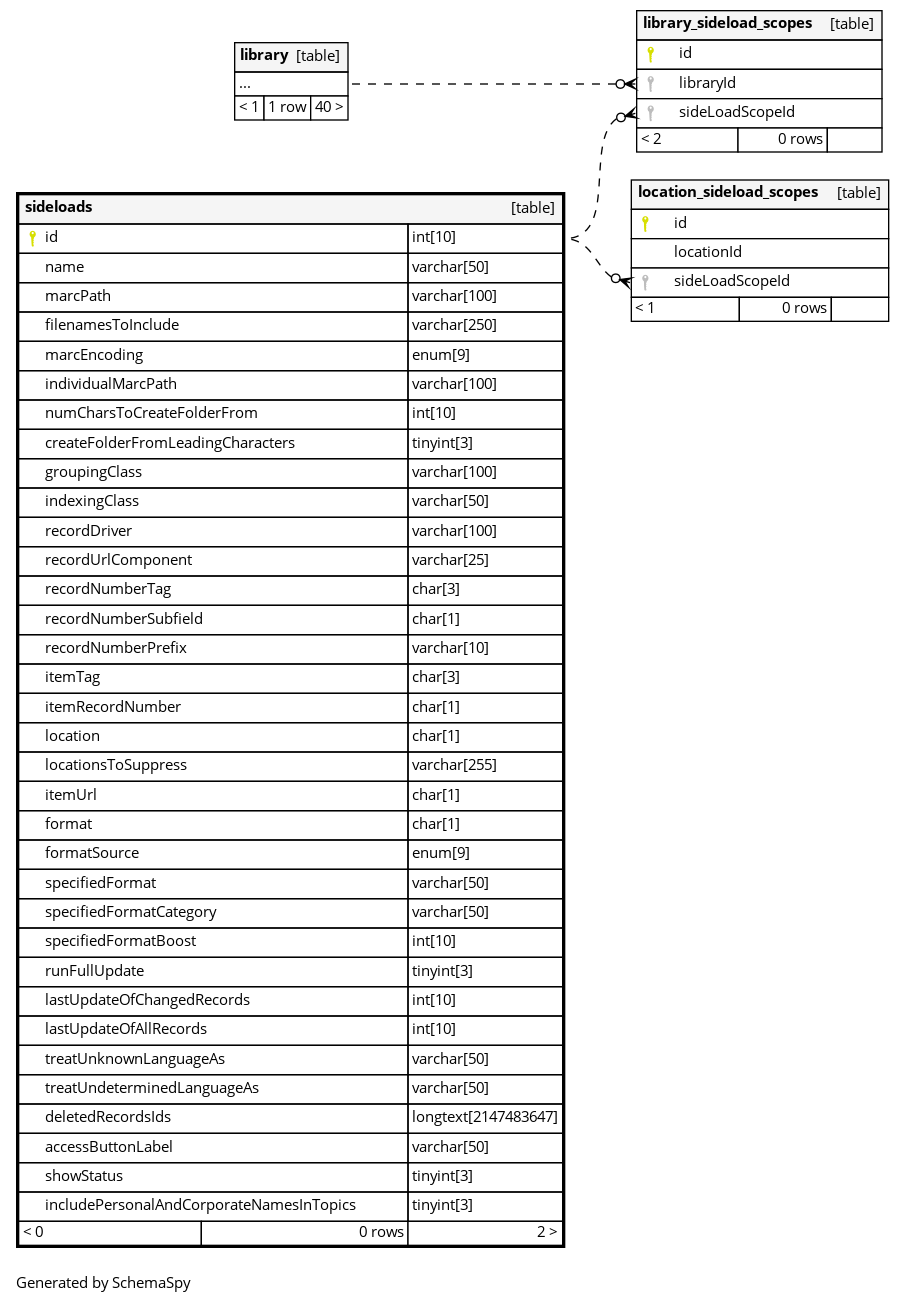 library [table]
...
< 1 1 row 40 >
library_sideload_scopes [table]
id
libraryId
sideLoadScopeId
< 2 0 rows
location_sideload_scopes [table]
id
locationId
sideLoadScopeId
< 1 0 rows
sideloads [table]
id int[10]
name varchar[50]
marcPath varchar[100]
filenamesToInclude varchar[250]
marcEncoding enum[9]
individualMarcPath varchar[100]
numCharsToCreateFolderFrom int[10]
createFolderFromLeadingCharacters tinyint[3]
groupingClass varchar[100]
indexingClass varchar[50]
recordDriver varchar[100]
recordUrlComponent varchar[25]
recordNumberTag char[3]
recordNumberSubfield char[1]
recordNumberPrefix varchar[10]
itemTag char[3]
itemRecordNumber char[1]
location char[1]
locationsToSuppress varchar[255]
itemUrl char[1]
format char[1]
formatSource enum[9]
specifiedFormat varchar[50]
specifiedFormatCategory varchar[50]
specifiedFormatBoost int[10]
runFullUpdate tinyint[3]
lastUpdateOfChangedRecords int[10]
lastUpdateOfAllRecords int[10]
treatUnknownLanguageAs varchar[50]
treatUndeterminedLanguageAs varchar[50]
deletedRecordsIds longtext[2147483647]
accessButtonLabel varchar[50]
showStatus tinyint[3]
includePersonalAndCorporateNamesInTopics tinyint[3]
< 0 0 rows 2 >
Generated by SchemaSpy